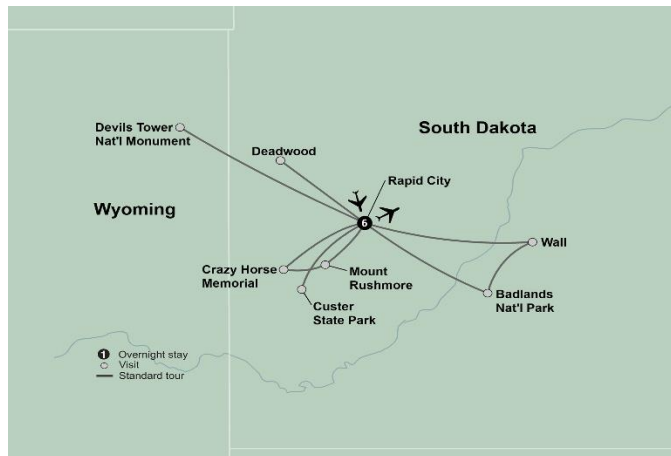 South Dakota
Devils Tower
Nat'l Monument
Deadwood
Rapid City
Wyoming
6
Wall
Crazy Horse
Memorial
Mount
Rushmore
Badlands
Nat'l Park
Custer
State Park
1 Overnight stay
Visit
Standard tour